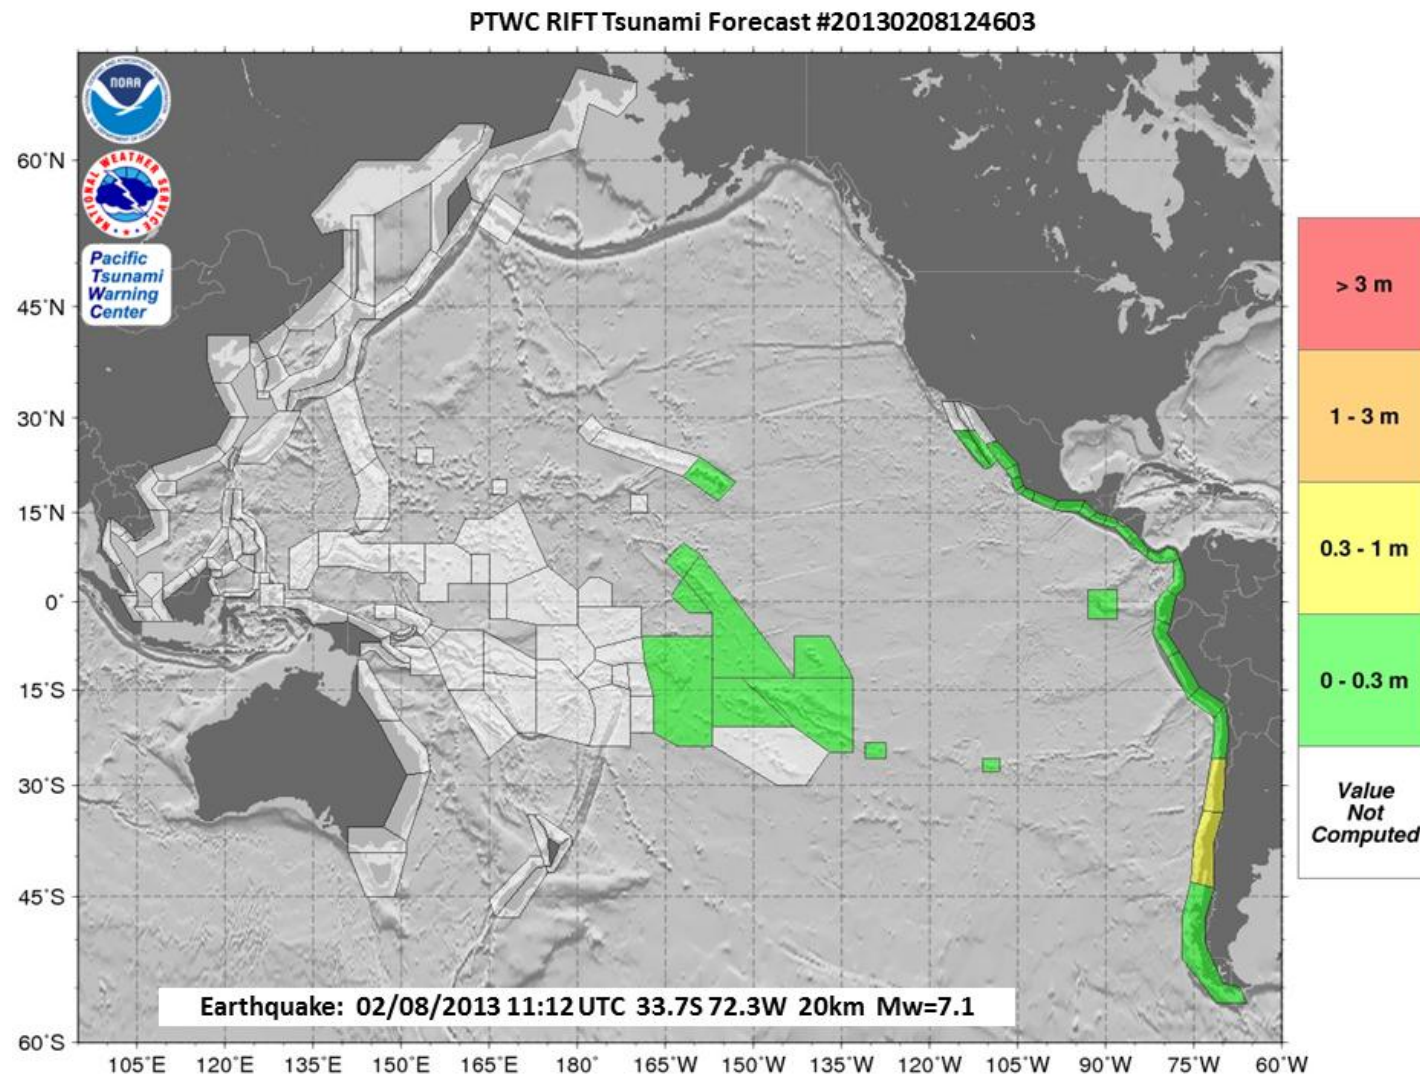 PTWC RIFT Tsunami Forecast #20130208124603
NOAA
NATIONAL WEATHER SERVICE
Pacific
Tsunami
Warning
Center
60°N
45°N
30°N
15°N
0°
15°S
30°S
45°S
60°S
> 3 m
1 - 3 m
0.3 - 1 m
0 - 0.3 m
Value
Not
Computed
Earthquake: 02/08/2013 11:12 UTC 33.7S 72.3W 20km Mw=7.1
105°E 120°E 135°E 150°E 165°E 180° 165°W 150°W 135°W 120°W 105°W 90°W 75°W 60°W